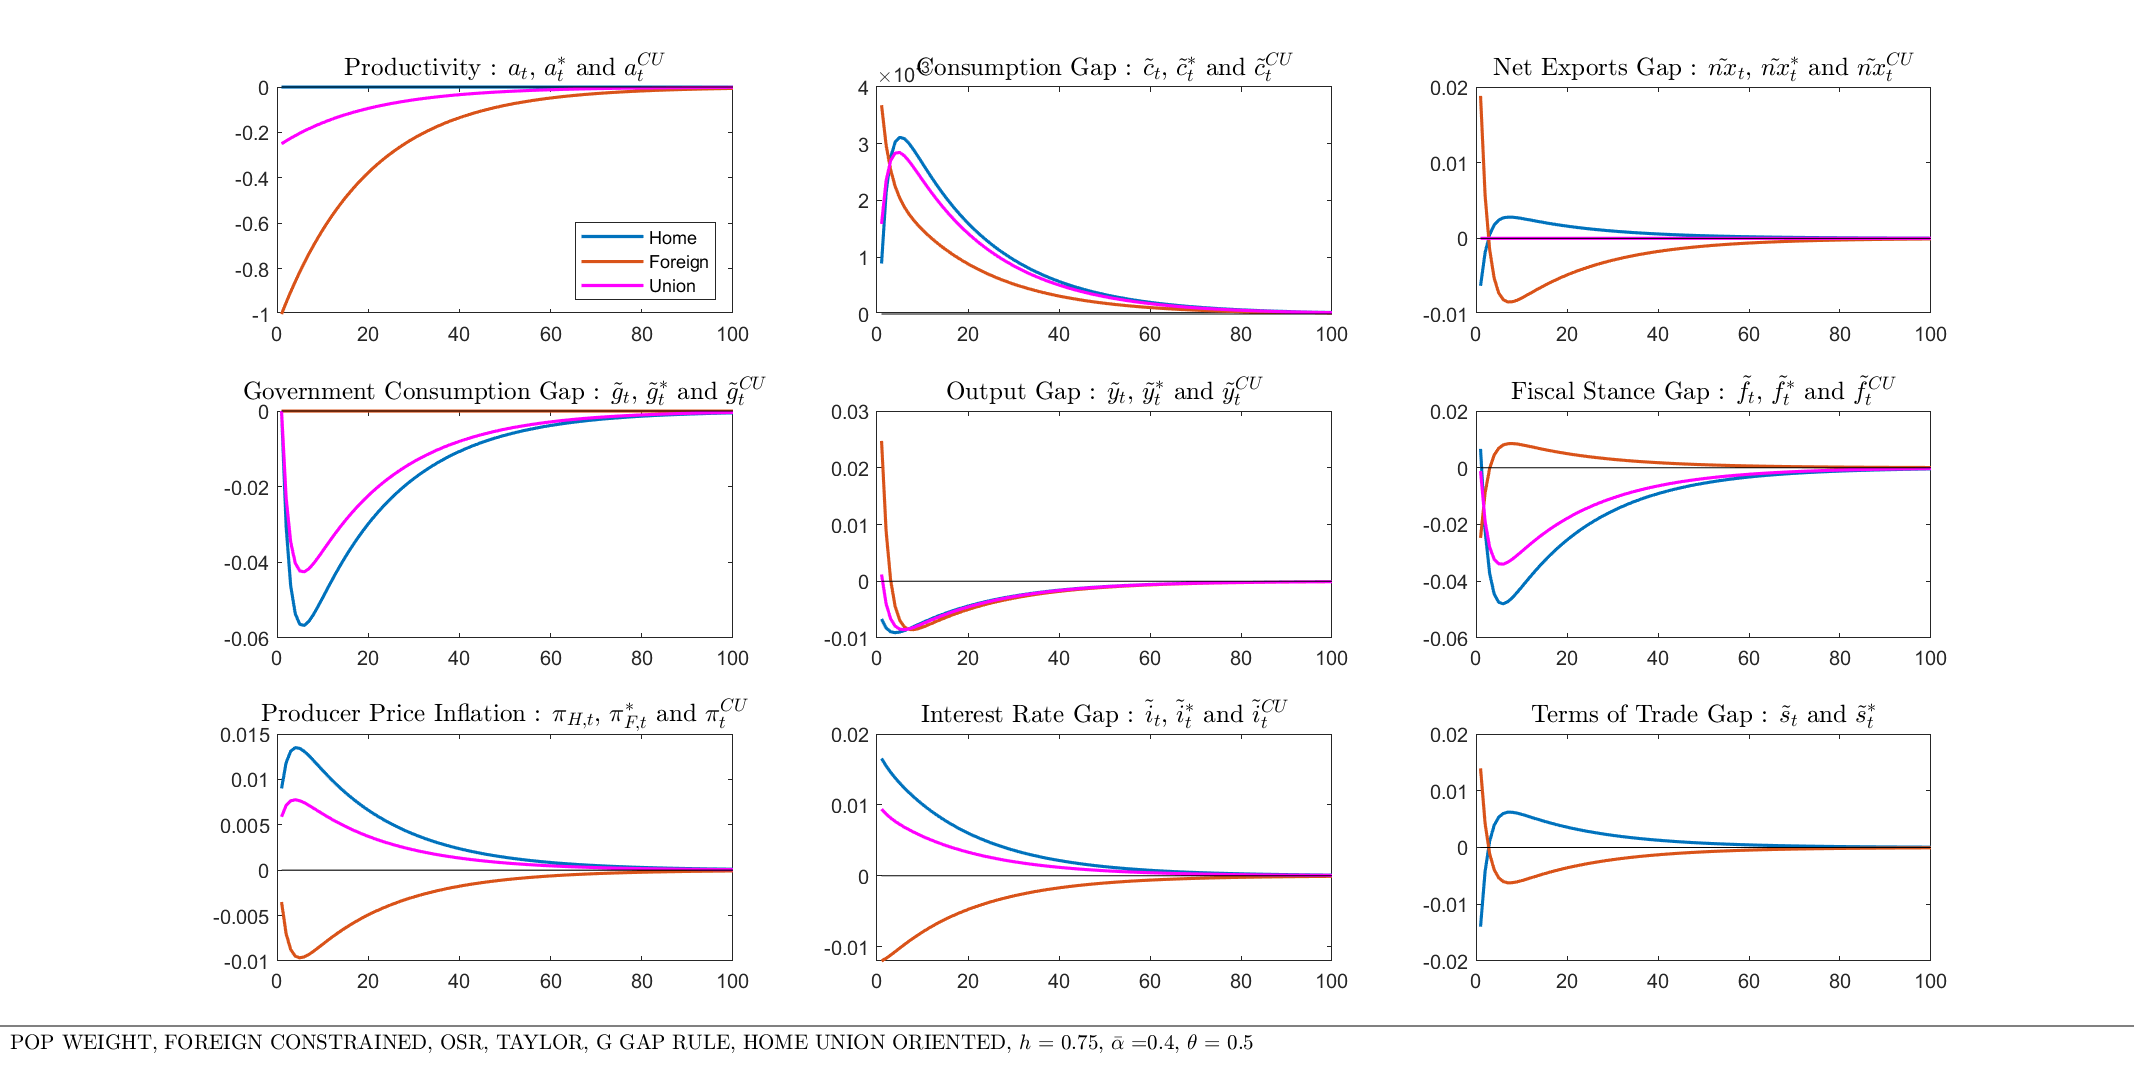 Productivity : a_t, a_t^* and a_t^{CU}
0
-0.2
-0.4
-0.6
-0.8
-1
0 20 40 60 80 100
Home
Foreign
Union
Consumption Gap : c̃_t, c̃_t^* and c̃_t^{CU}
4
3
2
1
0
0 20 40 60 80 100
Net Exports Gap : ñx_t, ñx_t^* and ñx_t^{CU}
0.02
0.01
0
-0.01
0 20 40 60 80 100
Government Consumption Gap : g̃_t, g̃_t^* and g̃_t^{CU}
0
-0.02
-0.04
-0.06
0 20 40 60 80 100
Output Gap : ỹ_t, ỹ_t^* and ỹ_t^{CU}
0.03
0.02
0.01
0
-0.01
0 20 40 60 80 100
Fiscal Stance Gap : f̃_t, f̃_t^* and f̃_t^{CU}
0.02
0
-0.02
-0.04
-0.06
0 20 40 60 80 100
Producer Price Inflation : π_{H,t}, π_{F,t}^* and π_t^{CU}
0.015
0.01
0.005
0
-0.005
-0.01
0 20 40 60 80 100
Interest Rate Gap : ĩ_t, ĩ_t^* and ĩ_t^{CU}
0.02
0.01
0
-0.01
0 20 40 60 80 100
Terms of Trade Gap : s̃_t and s̃_t^*
0.02
0.01
0
-0.01
-0.02
0 20 40 60 80 100
POP WEIGHT, FOREIGN CONSTRAINED, OSR, TAYLOR, G GAP RULE, HOME UNION ORIENTED, h = 0.75, ᾱ =0.4, θ = 0.5